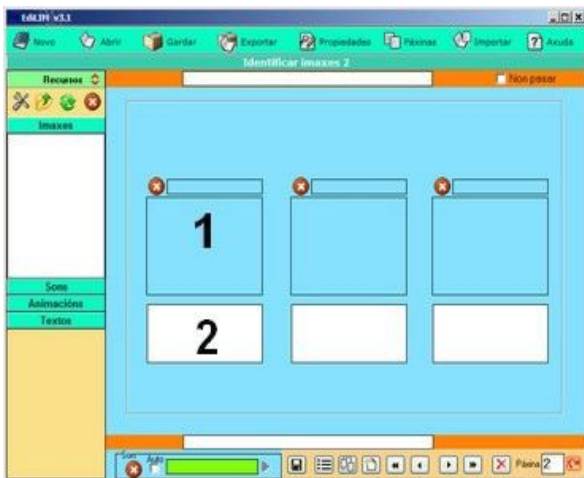 EdiLIM v3.1
Novo Abrir Gardar Exportar Propiedades Páxinas Importar Axuda
Identificar imaxes 2
Recursos
Non pasar
Imaxes
1
Sons
Animacións
Textos
2
Son
Auto
Páxina 2